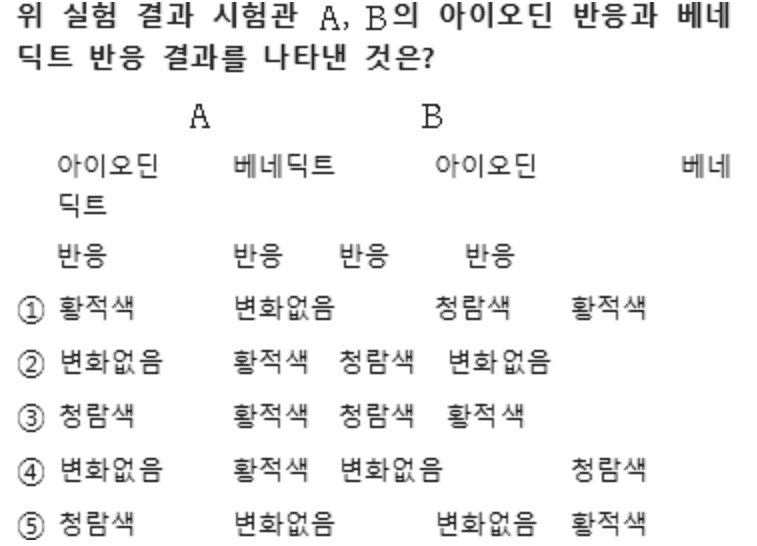 위 실험 결과 시험관 A, B의 아이오딘 반응과 베네
딕트 반응 결과를 나타낸 것은?
A B
아이오딘 베네딕트 아이오딘 베네
딕트
반응 반응 반응 반응
① 황적색 변화없음 청람색 황적색
② 변화없음 황적색 청람색 변화없음
③ 청람색 황적색 청람색 황적색
④ 변화없음 황적색 변화없음 청람색
⑤ 청람색 변화없음 변화없음 황적색